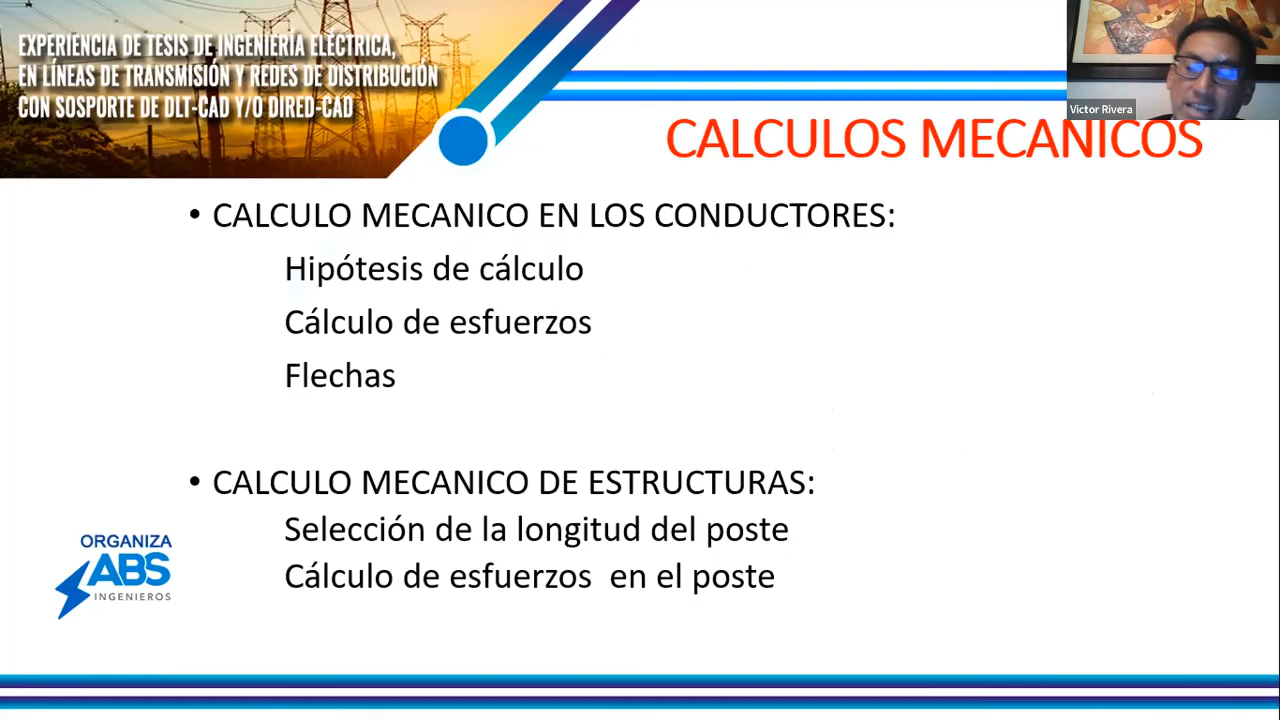 EXPERIENCIA DE TESIS DE INGENIERIA ELÉCTRICA,
EN LÍNEAS DE TRANSMISIÓN Y REDES DE DISTRIBUCIÓN
CON SOSPORTE DE DLT-CAD Y/O DIRED-CAD
Victor Rivera
CALCULOS MECANICOS
• CALCULO MECANICO EN LOS CONDUCTORES:
Hipótesis de cálculo
Cálculo de esfuerzos
Flechas
• CALCULO MECANICO DE ESTRUCTURAS:
Selección de la longitud del poste
Cálculo de esfuerzos en el poste
ORGANIZA
ABS
INGENIEROS